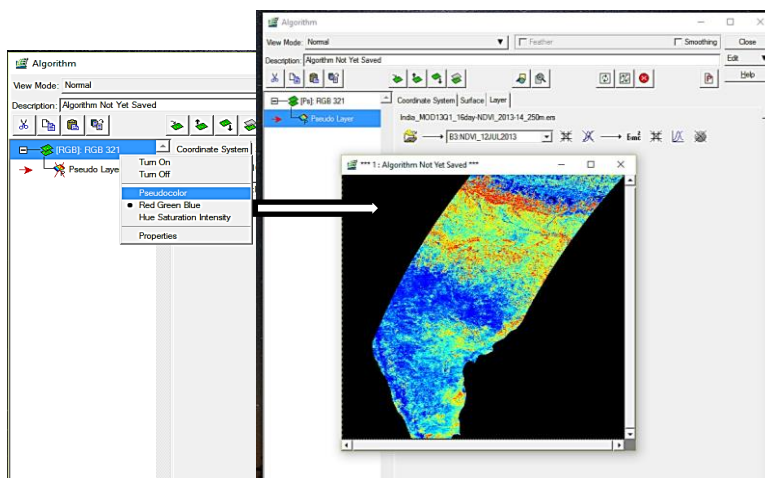 Algorithm
View Mode: Normal
Description: Algorithm Not Yet Saved
[RGB]: RGB 321
Pseudo Laye
Coordinate System
Turn On
Turn Off
Pseudocolor
Red Green Blue
Hue Saturation Intensity
Properties
Algorithm
View Mode: Normal
Feather
Smoothing
Close
Description: Algorithm Not Yet Saved
Edit
Help
[Ps]: RGB 321
Pseudo Layer
Coordinate System Surface Layer
India_MOD13Q1_16day-NDVI_2013-14_250m.ers
B3:NDVI_12JUL2013
*** 1 : Algorithm Not Yet Saved ***